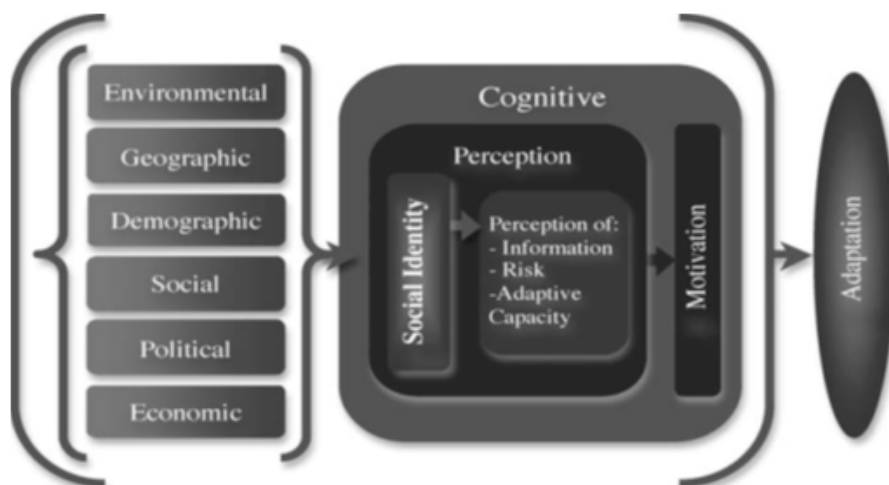 Environmental
Geographic
Demographic
Social
Political
Economic
Cognitive
Perception
Social Identity
Perception of:
- Information
- Risk
-Adaptive
Capacity
Motivation
Adaptation